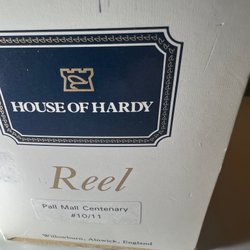 HOUSE OF HARDY
Reel
Pall Mall Centenary
#10/11
Willowburn, Alnwick, England